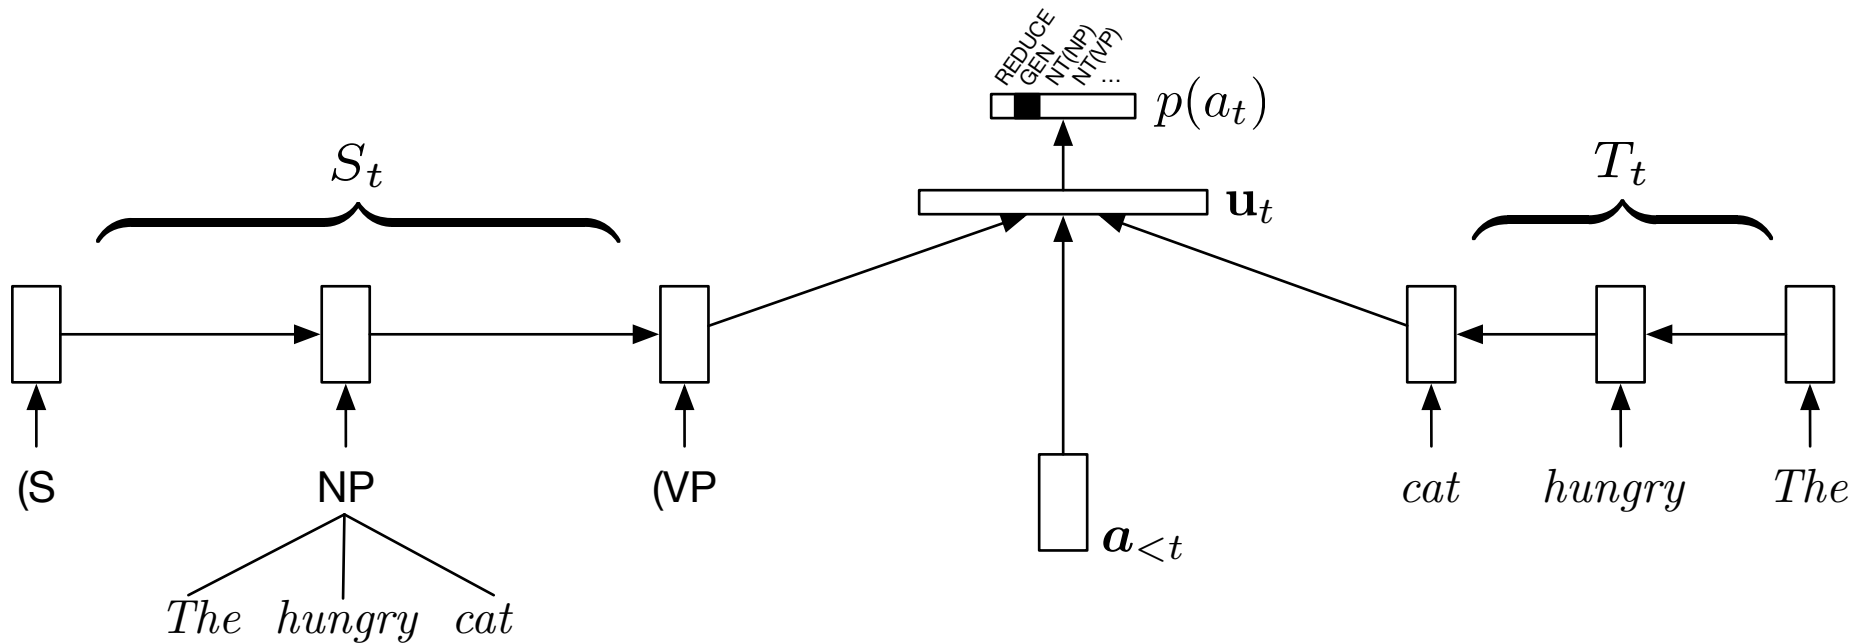 REDUCE
GEN
NT(NP)
NT(VP)
...
p(a_t)
S_t
T_t
u_t
(S
NP
(VP
cat
hungry
The
a_{<t}
The hungry cat